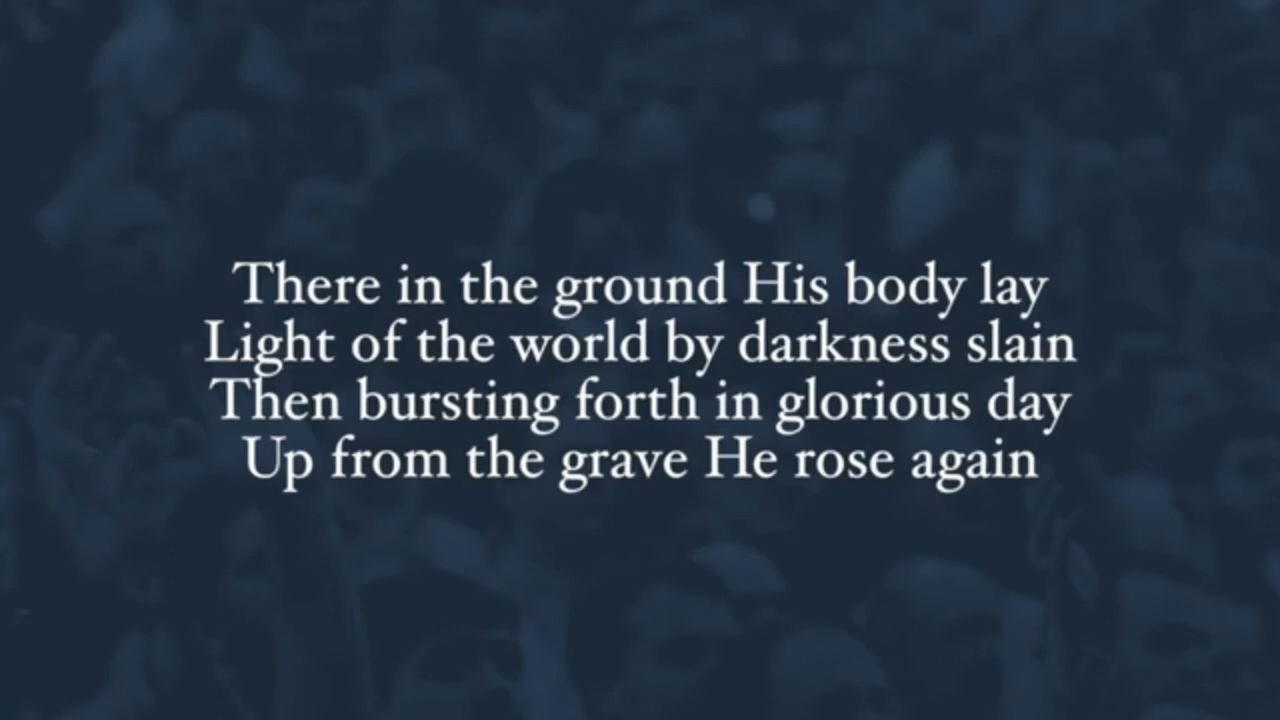 There in the ground His body lay
Light of the world by darkness slain
Then bursting forth in glorious day
Up from the grave He rose again